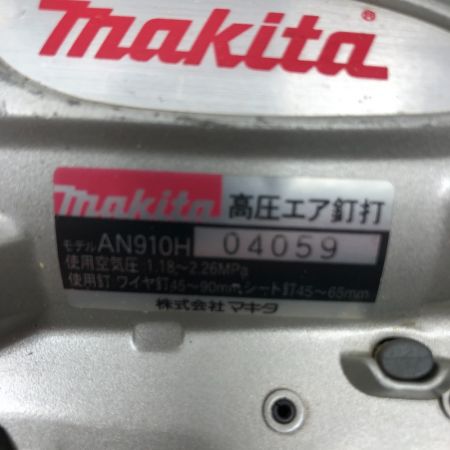 makita®
makita 高圧エア釘打
モデル AN910H 04059
使用空気圧:1.18~2.26MPa
使用釘 ワイヤ釘45~90mm,シート釘45~65mm
株式会社 マキタ